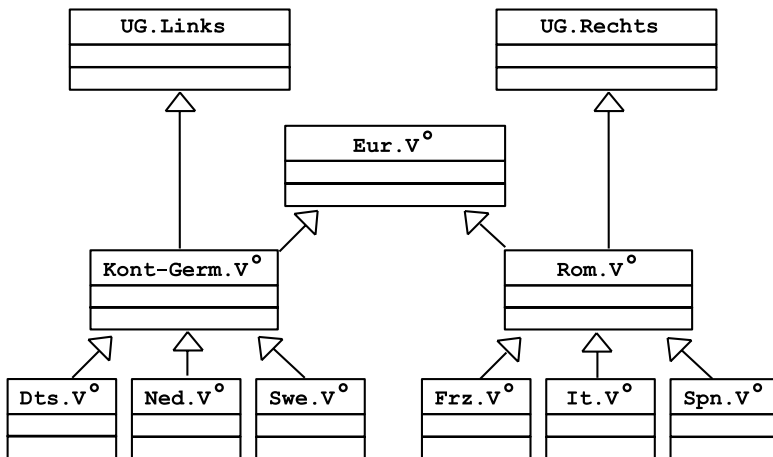 UG.Links
UG.Rechts
Eur.V°
Kont-Germ.V°
Rom.V°
Dts.V°
Ned.V°
Swe.V°
Frz.V°
It.V°
Spn.V°